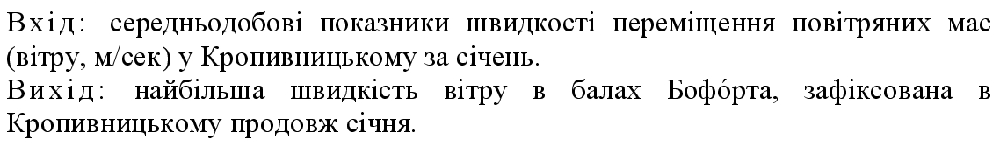 Вхід: середньодобові показники швидкості переміщення повітряних мас
(вітру, м/сек) у Кропивницькому за січень.
Вихід: найбільша швидкість вітру в балах Бофо́рта, зафіксована в
Кропивницькому продовж січня.